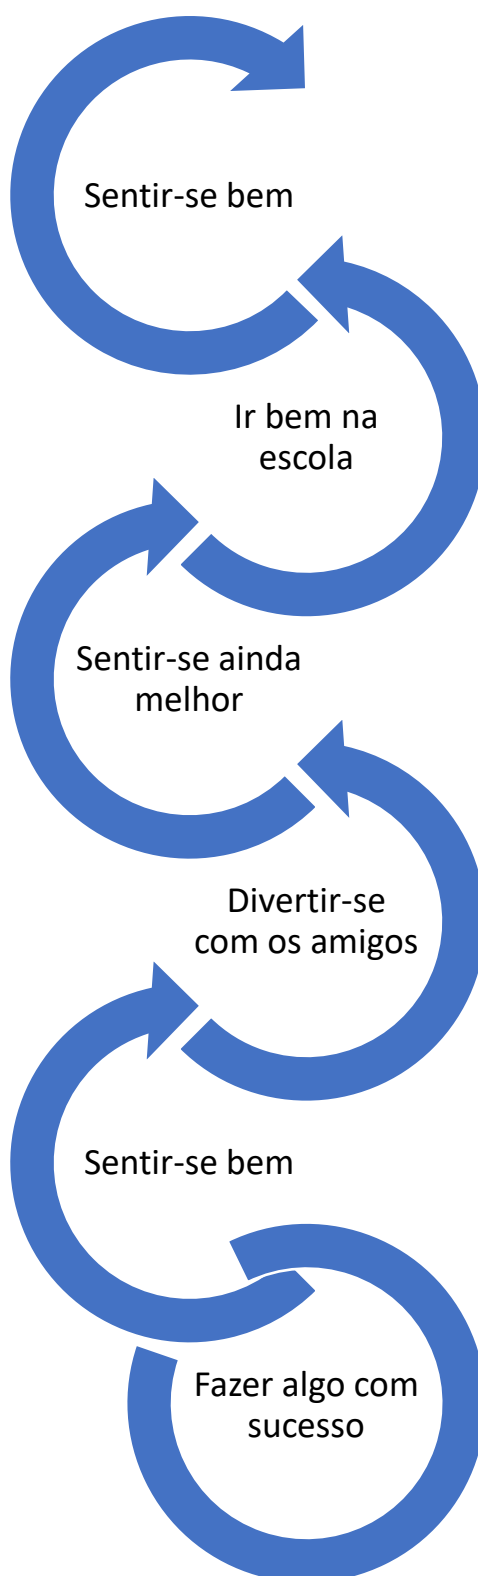 Sentir-se bem
Ir bem na
escola
Sentir-se ainda
melhor
Divertir-se
com os amigos
Sentir-se bem
Fazer algo com
sucesso